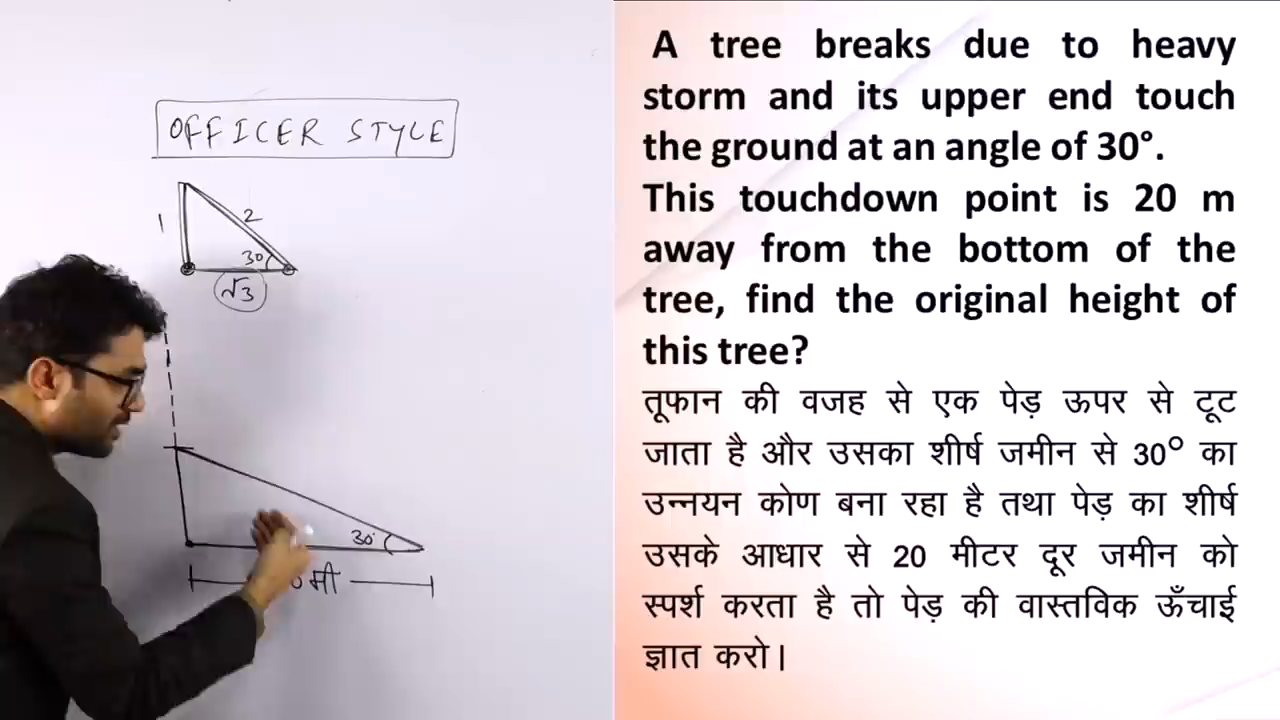 OFFICER STYLE
1
2
30
√3
30°
मी
A tree breaks due to heavy
storm and its upper end touch
the ground at an angle of 30°.
This touchdown point is 20 m
away from the bottom of the
tree, find the original height of
this tree?
तूफान की वजह से एक पेड़ ऊपर से टूट
जाता है और उसका शीर्ष जमीन से 30° का
उन्नयन कोण बना रहा है तथा पेड़ का शीर्ष
उसके आधार से 20 मीटर दूर जमीन को
स्पर्श करता है तो पेड़ की वास्तविक ऊँचाई
ज्ञात करो।